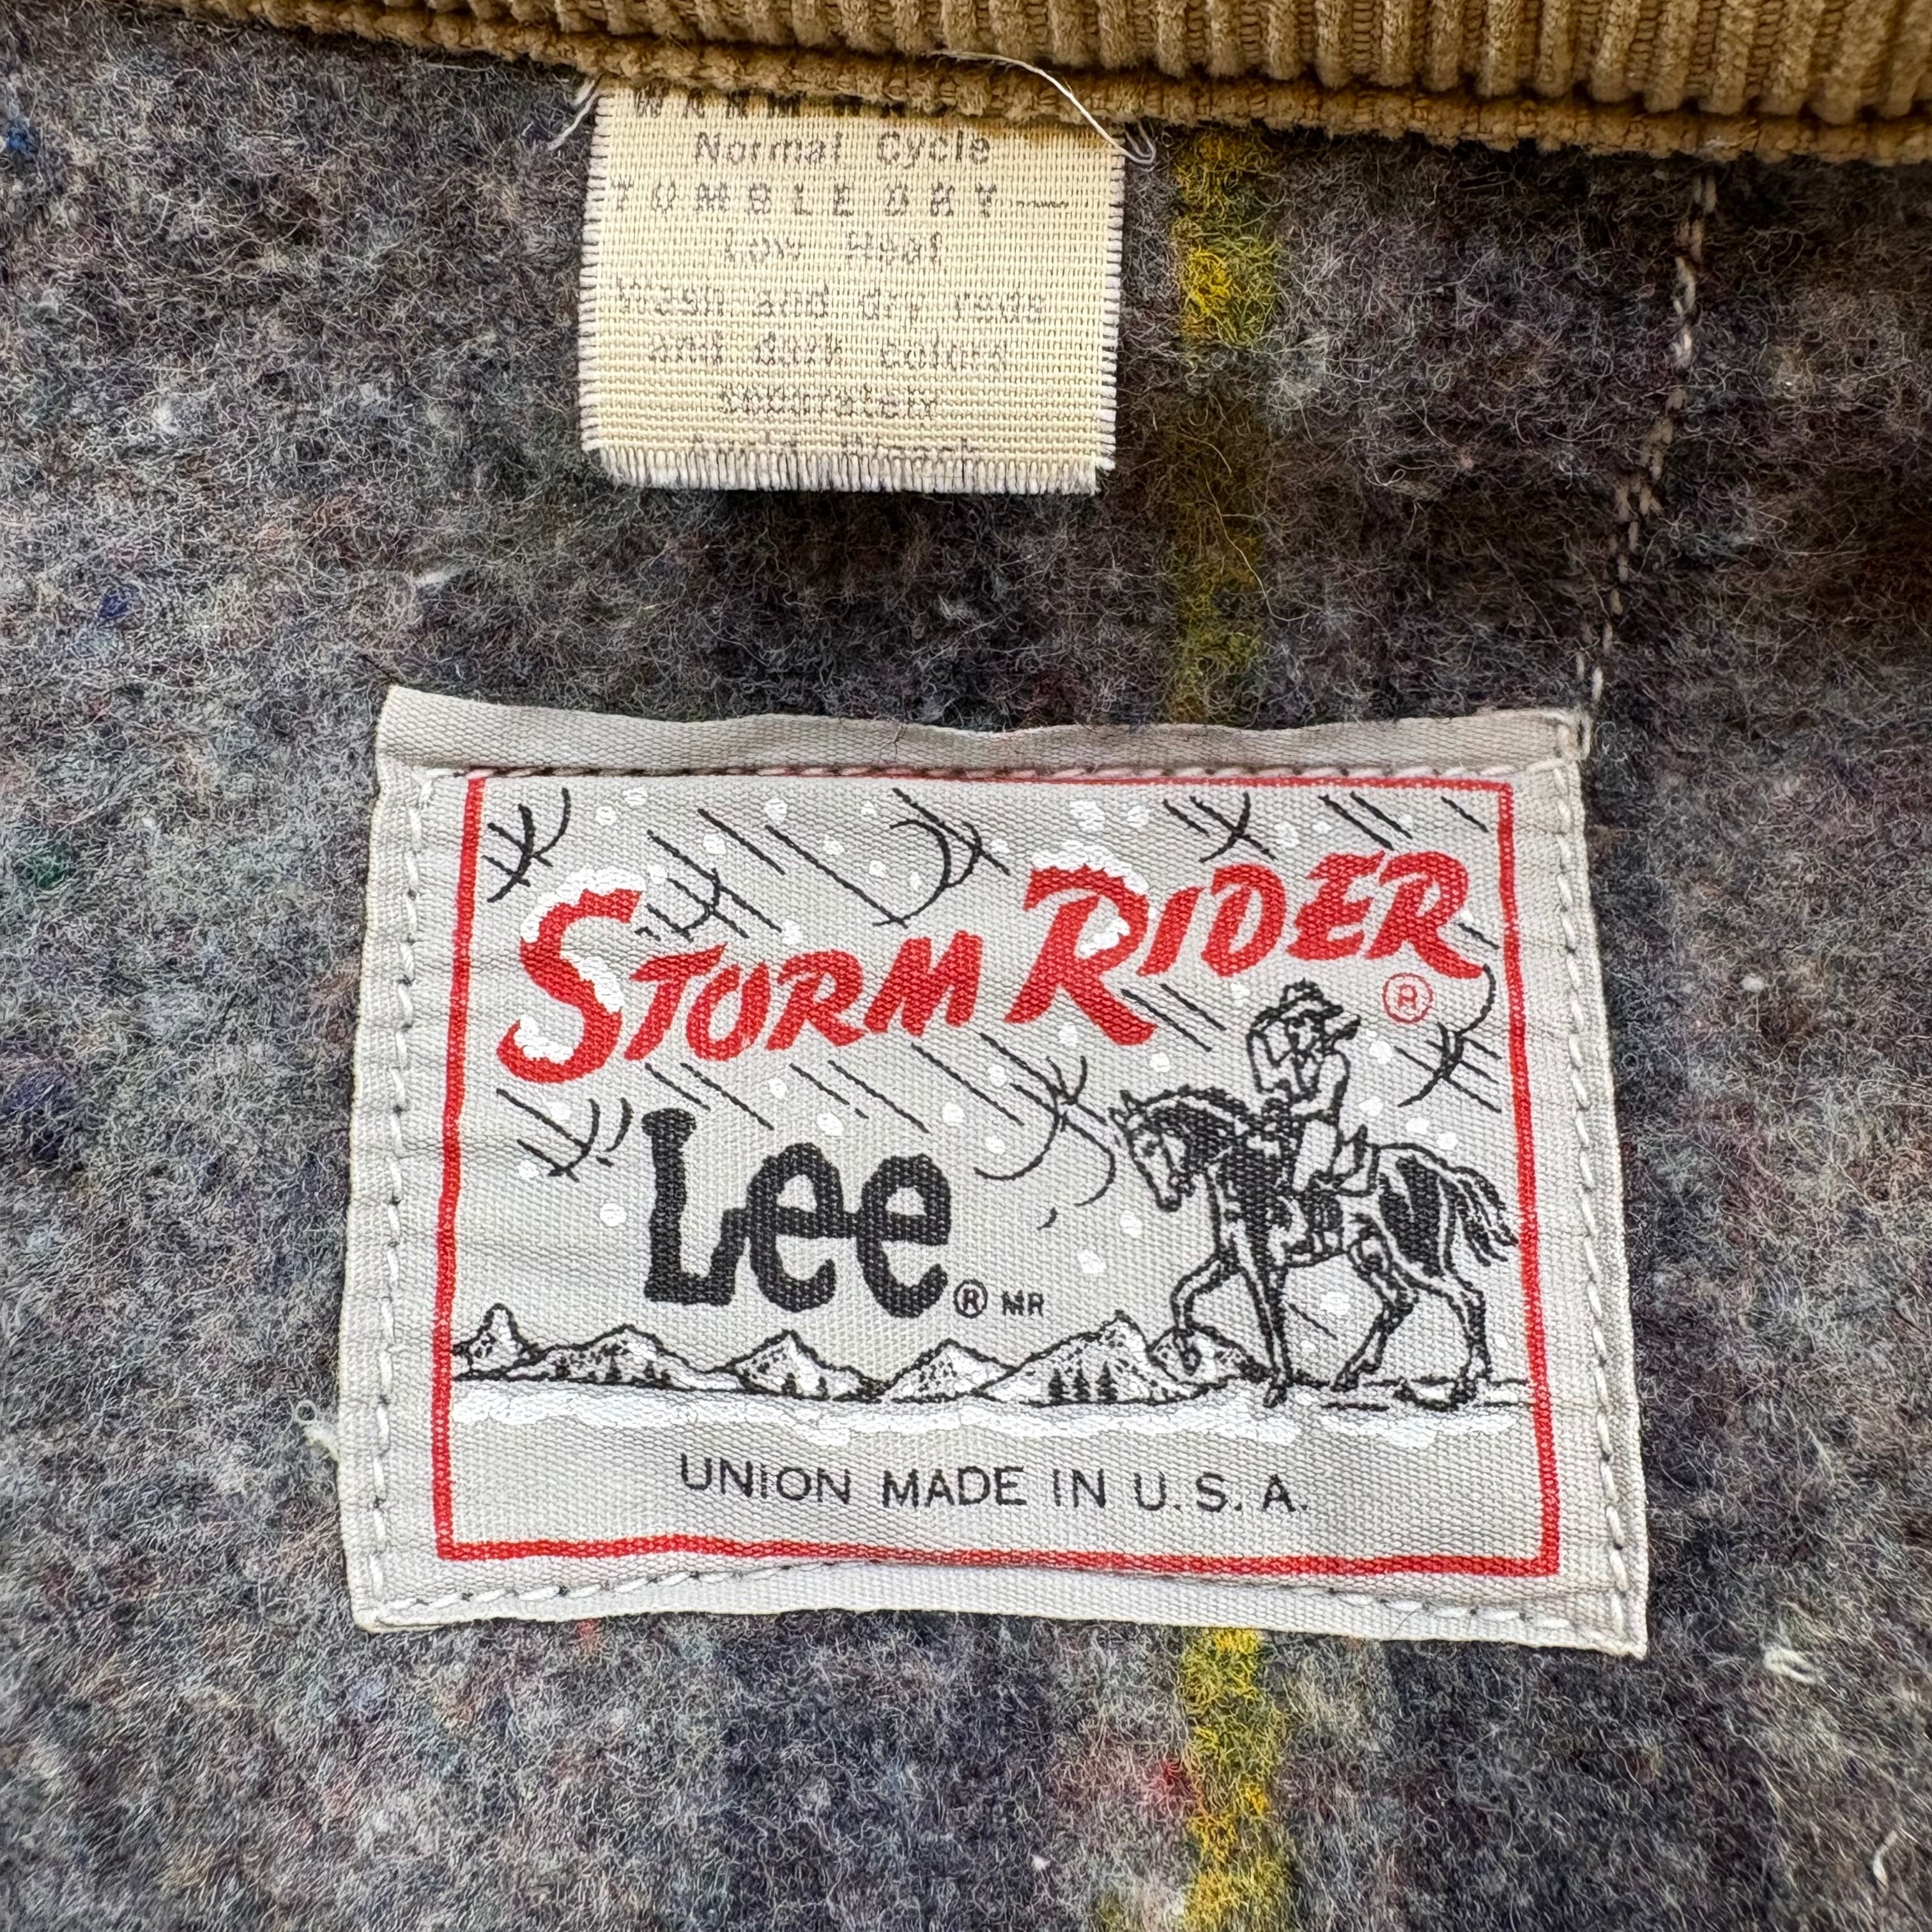 WARM
Normal Cycle
TUMBLE DRY
Low Heat
Wash and dry reds
and dark colors
separately
STORM RIDER ®
Lee ® MR
UNION MADE IN U.S.A.